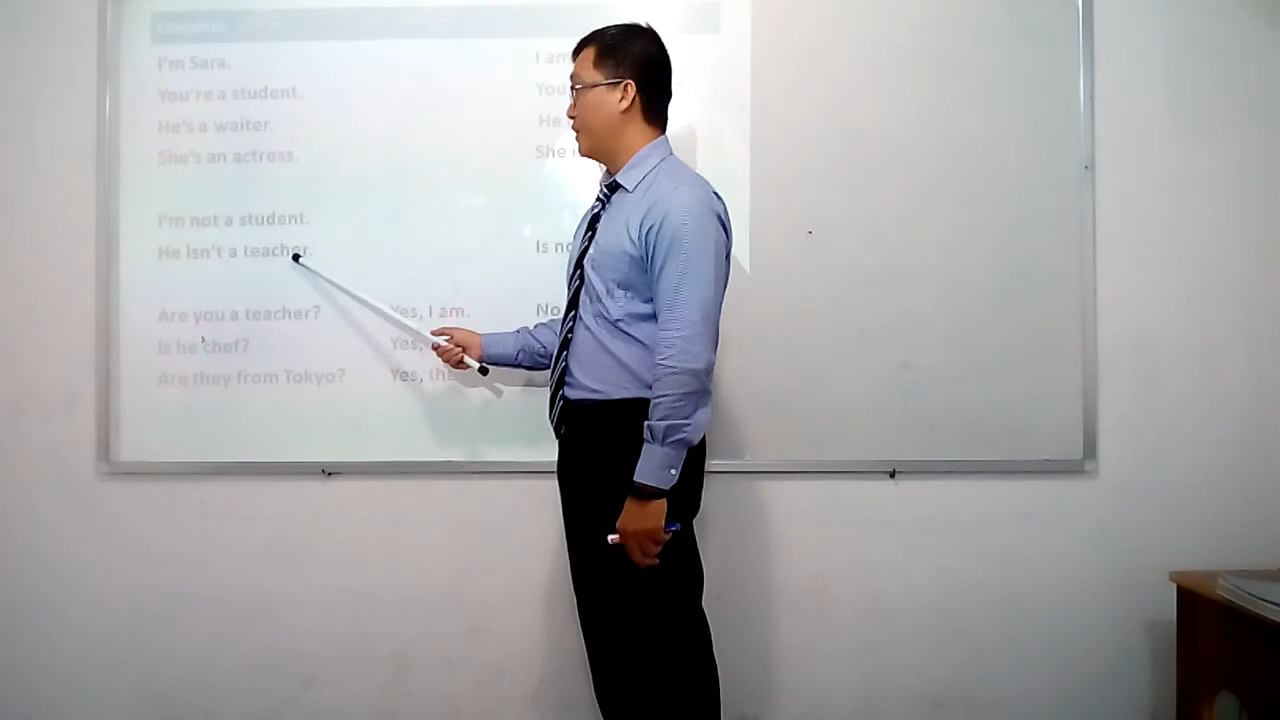 EXAMPLES
I'm Sara. I am
You're a student. You
He's a waiter. He
She's an actress. She
I'm not a student.
He isn't a teacher. Is
Are you a teacher? Yes, I am. No
Is he chef? Yes,
Are they from Tokyo? Yes,